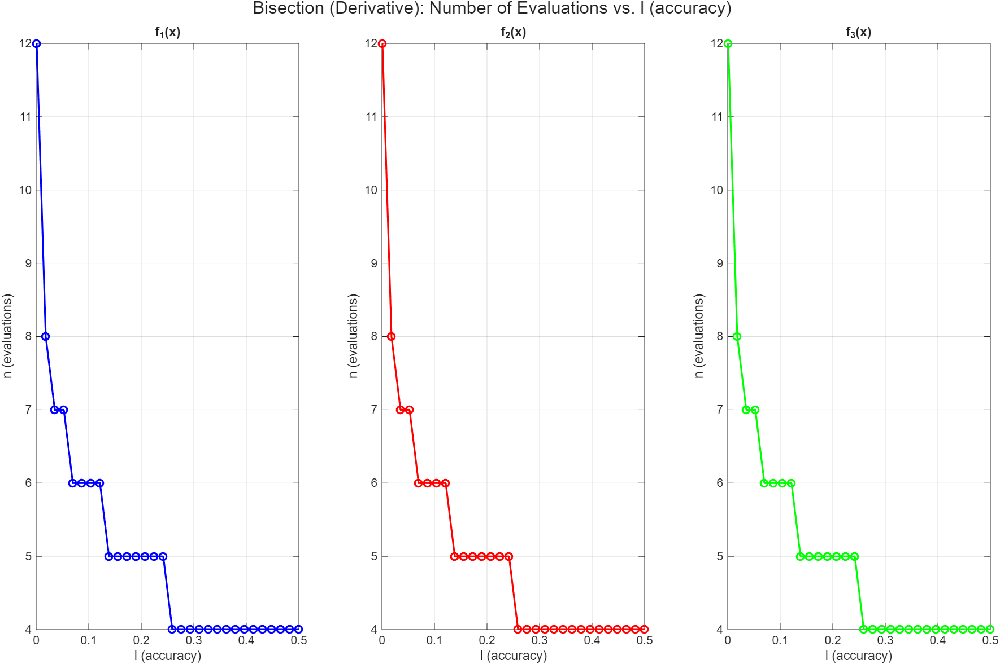 Bisection (Derivative): Number of Evaluations vs. l (accuracy)
f₁(x)
12
11
10
9
8
7
6
5
4
n (evaluations)
0 0.1 0.2 0.3 0.4 0.5
l (accuracy)
f₂(x)
12
11
10
9
8
7
6
5
4
n (evaluations)
0 0.1 0.2 0.3 0.4 0.5
l (accuracy)
f₃(x)
12
11
10
9
8
7
6
5
4
n (evaluations)
0 0.1 0.2 0.3 0.4 0.5
l (accuracy)